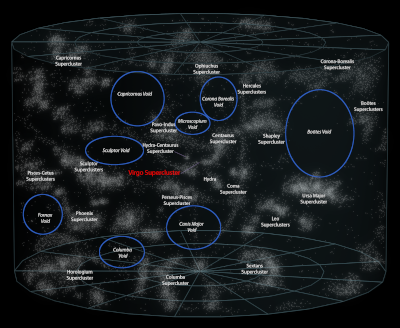 Capricornus
Supercluster
Ophiuchus
Supercluster
Corona-Borealis
Supercluster
Capricornus Void
Hercules
Superclusters
Corona Borealis
Void
Boötes
Superclusters
Pavo-Indus
Supercluster
Microscopium
Void
Bootes Void
Centaurus
Supercluster
Shapley
Supercluster
Sculptor Void
Hydra-Centaurus
Supercluster
Sculptor
Superclusters
Virgo Supercluster
Pisces-Cetus
Superclusters
Hydra
Coma
Supercluster
Perseus-Pisces
Supercluster
Ursa Major
Supercluster
Fornax
Void
Phoenix
Supercluster
Canis Major
Void
Leo
Superclusters
Columba
Void
Horologium
Supercluster
Columba
Supercluster
Sextans
Supercluster